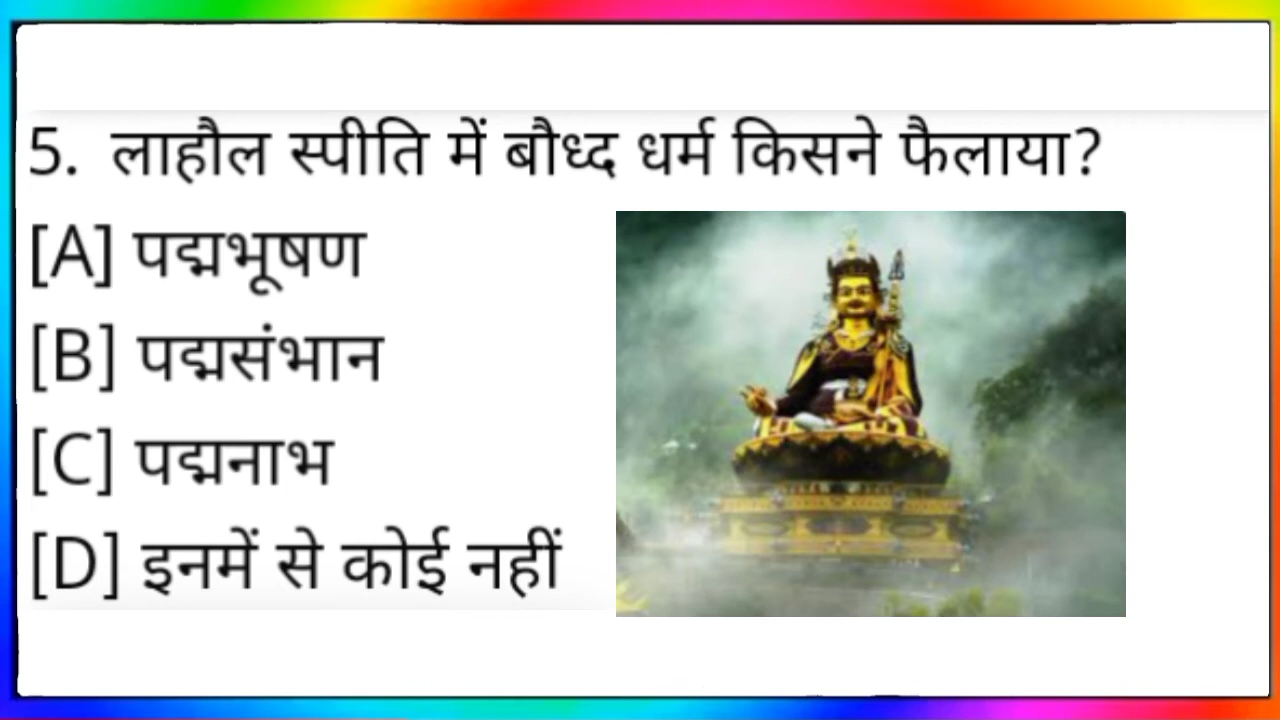 5. लाहौल स्पीति में बौध्द धर्म किसने फैलाया?
[A] पद्मभूषण
[B] पद्मसंभान
[C] पद्मनाभ
[D] इनमें से कोई नहीं